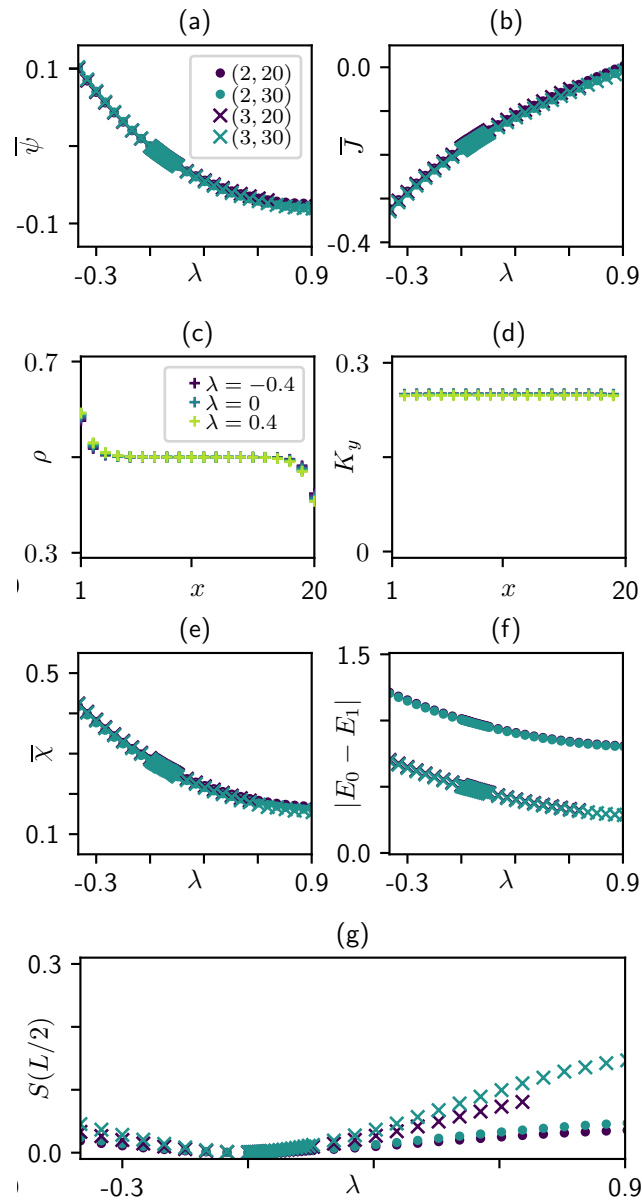 (a)
(b)
0.1
-0.1
ψ̄
(2, 20)
(2, 30)
(3, 20)
(3, 30)
-0.3
λ
0.9
0.0
-0.4
J̄
-0.3
λ
0.9
(c)
(d)
0.7
0.3
ρ
λ = −0.4
λ = 0
λ = 0.4
1
x
20
0.3
0
K_y
1
x
20
(e)
(f)
0.5
0.1
χ̄
-0.3
λ
0.9
1.5
0.0
|E_0 − E_1|
-0.3
λ
0.9
(g)
0.3
0.0
S(L/2)
-0.3
λ
0.9